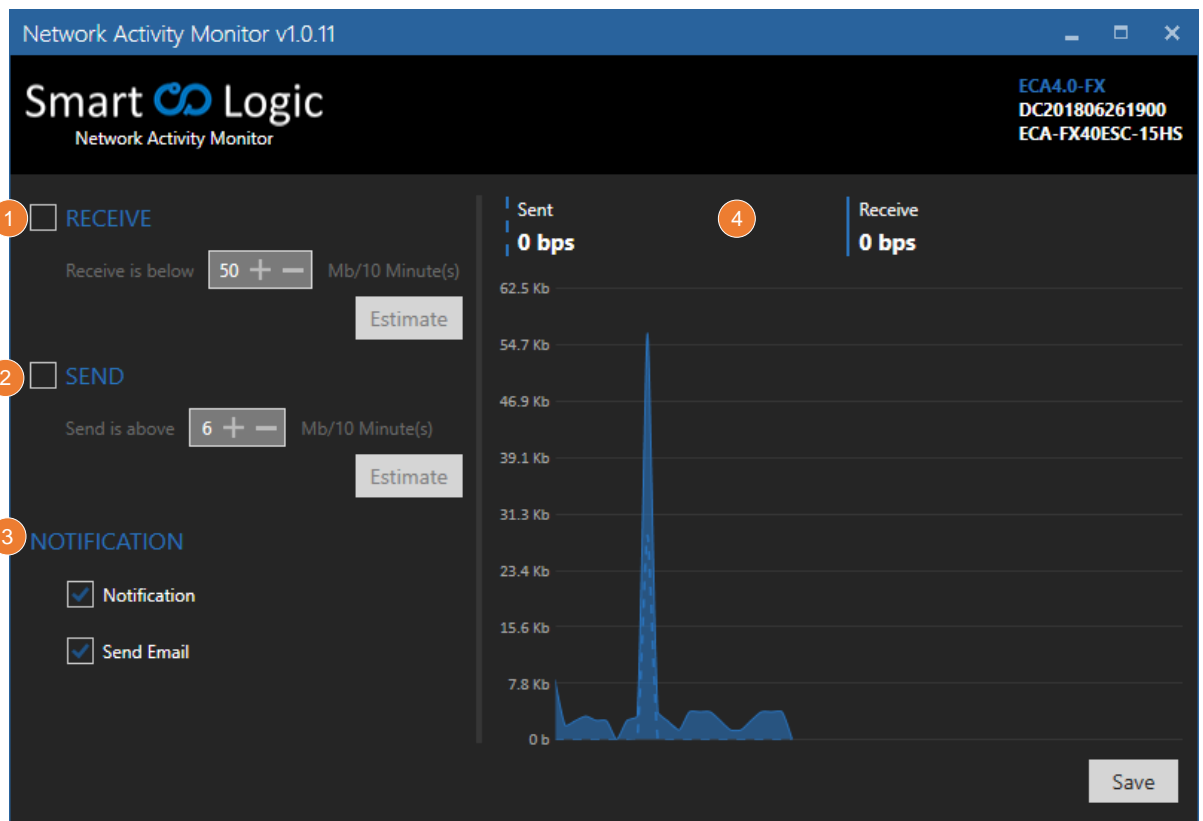 Network Activity Monitor v1.0.11
Smart Logic
Network Activity Monitor
ECA4.0-FX
DC201806261900
ECA-FX40ESC-15HS
1 RECEIVE
Receive is below 50 Mb/10 Minute(s)
Estimate
2 SEND
Send is above 6 Mb/10 Minute(s)
Estimate
3 NOTIFICATION
Notification
Send Email
Sent
0 bps
4
Receive
0 bps
62.5 Kb
54.7 Kb
46.9 Kb
39.1 Kb
31.3 Kb
23.4 Kb
15.6 Kb
7.8 Kb
0 b
Save